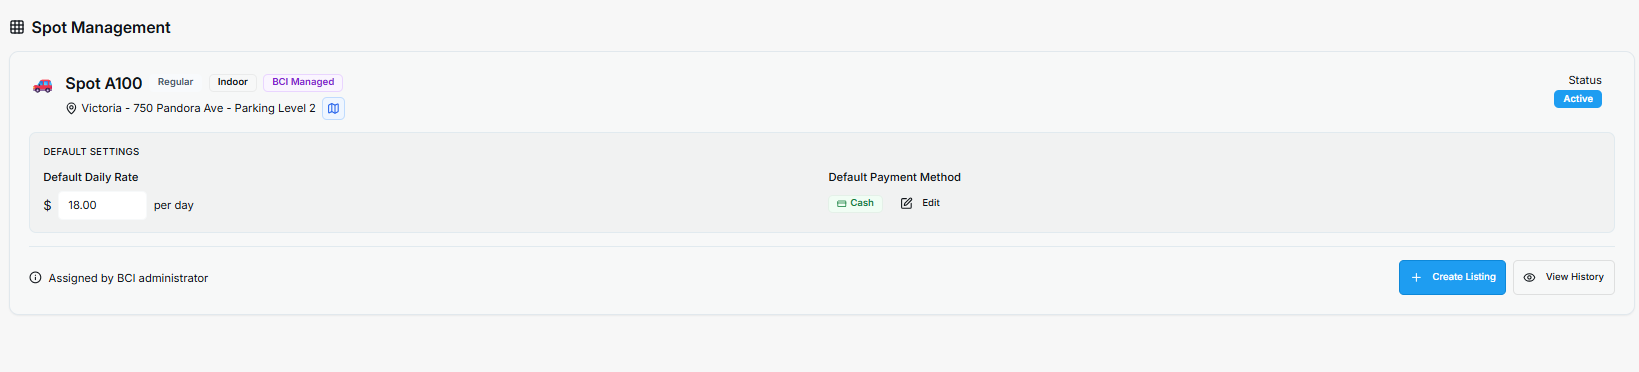 Spot Management
Spot A100 Regular Indoor BCI Managed
Status
Victoria - 750 Pandora Ave - Parking Level 2
Active
DEFAULT SETTINGS
Default Daily Rate
Default Payment Method
$ 18.00 per day
Cash Edit
Assigned by BCI administrator
Create Listing View History